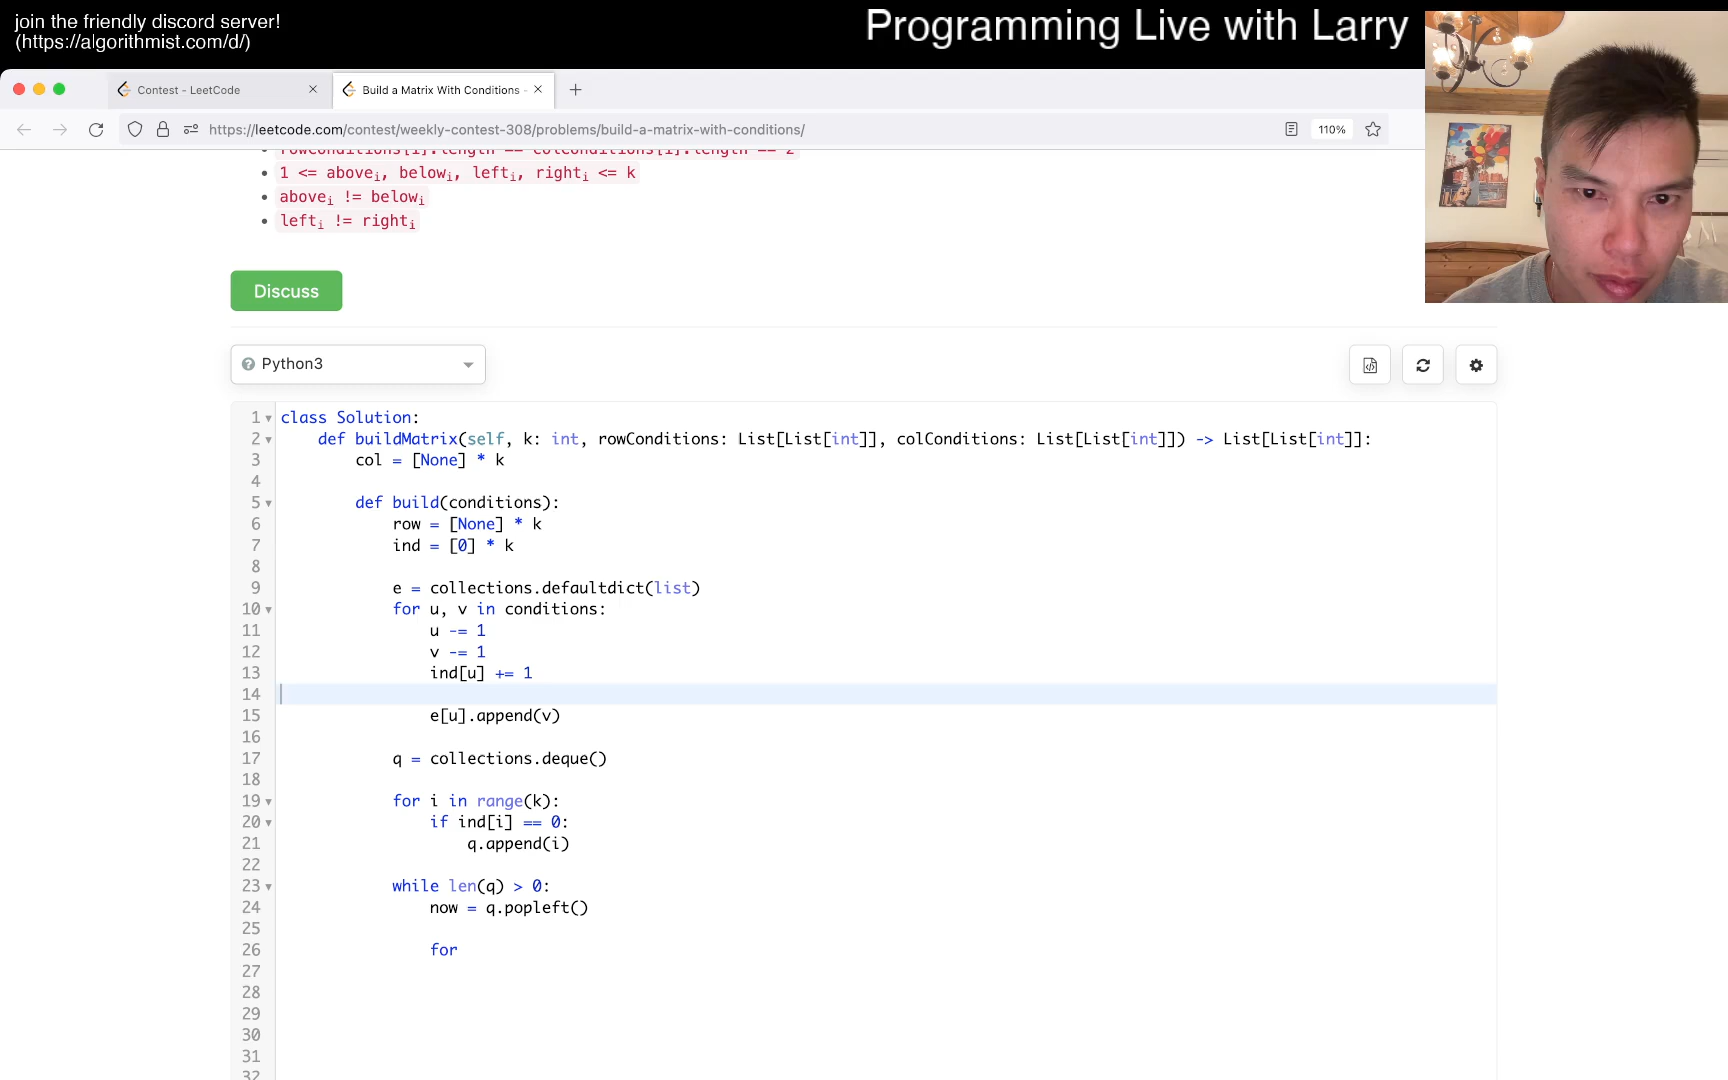 join the friendly discord server!
(https://algorithmist.com/d/)
Programming Live with Larry
Contest - LeetCode
Build a Matrix With Conditions -
https://leetcode.com/contest/weekly-contest-308/problems/build-a-matrix-with-conditions/
110%
rowConditions[i].length == colConditions[i].length == 2
1 <= aboveᵢ, belowᵢ, leftᵢ, rightᵢ <= k
aboveᵢ != belowᵢ
leftᵢ != rightᵢ
Discuss
Python3
1 class Solution:
2     def buildMatrix(self, k: int, rowConditions: List[List[int]], colConditions: List[List[int]]) -> List[List[int]]:
3         col = [None] * k
4
5         def build(conditions):
6             row = [None] * k
7             ind = [0] * k
8
9             e = collections.defaultdict(list)
10             for u, v in conditions:
11                 u -= 1
12                 v -= 1
13                 ind[u] += 1
14
15                 e[u].append(v)
16
17             q = collections.deque()
18
19             for i in range(k):
20                 if ind[i] == 0:
21                     q.append(i)
22
23             while len(q) > 0:
24                 now = q.popleft()
25
26                 for
27
28
29
30
31
32